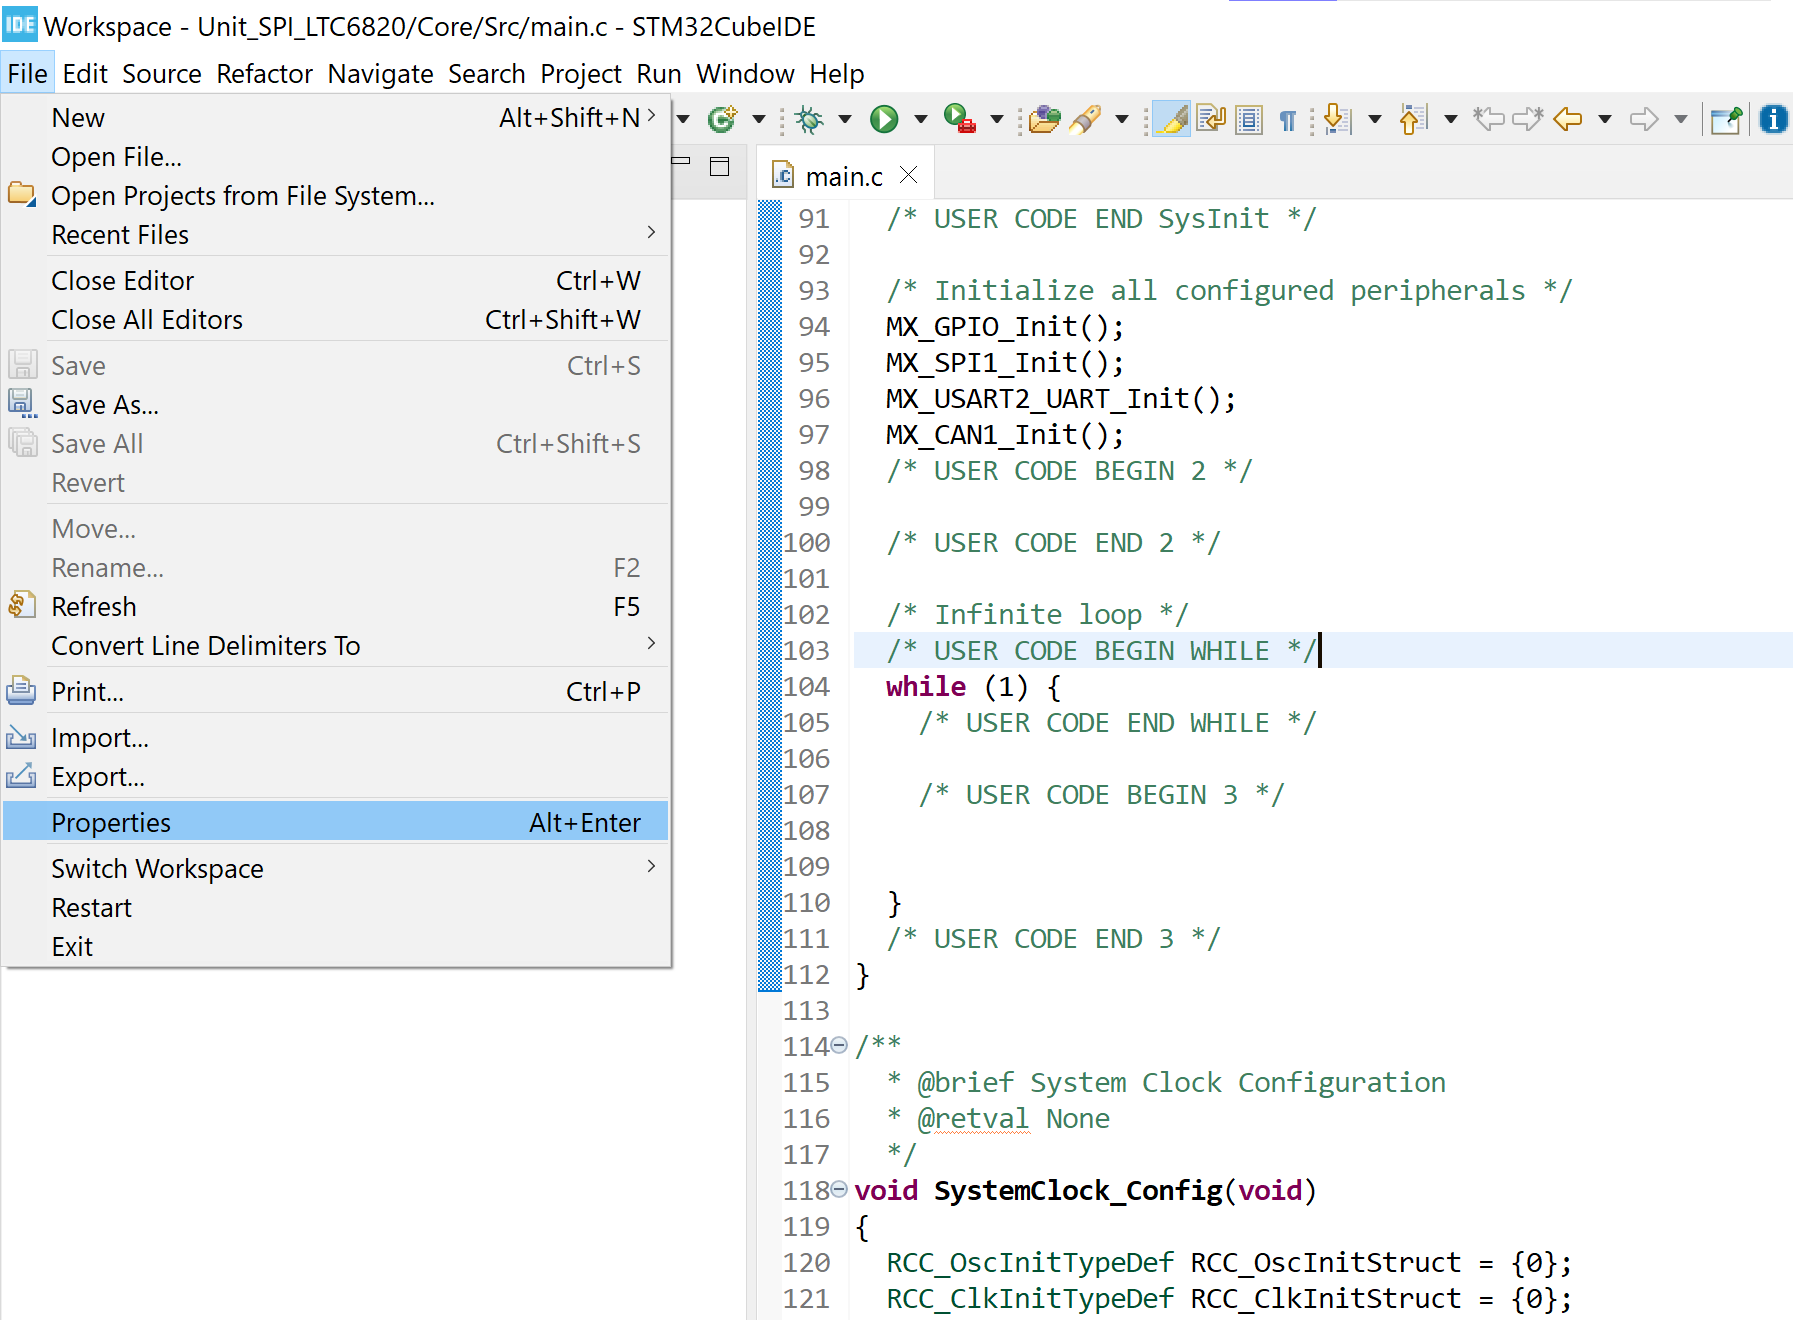 IDE Workspace - Unit_SPI_LTC6820/Core/Src/main.c - STM32CubeIDE
File Edit Source Refactor Navigate Search Project Run Window Help
New Alt+Shift+N
Open File...
Open Projects from File System...
Recent Files
Close Editor Ctrl+W
Close All Editors Ctrl+Shift+W
Save Ctrl+S
Save As...
Save All Ctrl+Shift+S
Revert
Move...
Rename... F2
Refresh F5
Convert Line Delimiters To
Print... Ctrl+P
Import...
Export...
Properties Alt+Enter
Switch Workspace
Restart
Exit
main.c
91 /* USER CODE END SysInit */
92
93 /* Initialize all configured peripherals */
94 MX_GPIO_Init();
95 MX_SPI1_Init();
96 MX_USART2_UART_Init();
97 MX_CAN1_Init();
98 /* USER CODE BEGIN 2 */
99
100 /* USER CODE END 2 */
101
102 /* Infinite loop */
103 /* USER CODE BEGIN WHILE */
104 while (1) {
105 /* USER CODE END WHILE */
106
107 /* USER CODE BEGIN 3 */
108
109
110 }
111 /* USER CODE END 3 */
112 }
113
114 /**
115 * @brief System Clock Configuration
116 * @retval None
117 */
118 void SystemClock_Config(void)
119 {
120 RCC_OscInitTypeDef RCC_OscInitStruct = {0};
121 RCC_ClkInitTypeDef RCC_ClkInitStruct = {0};